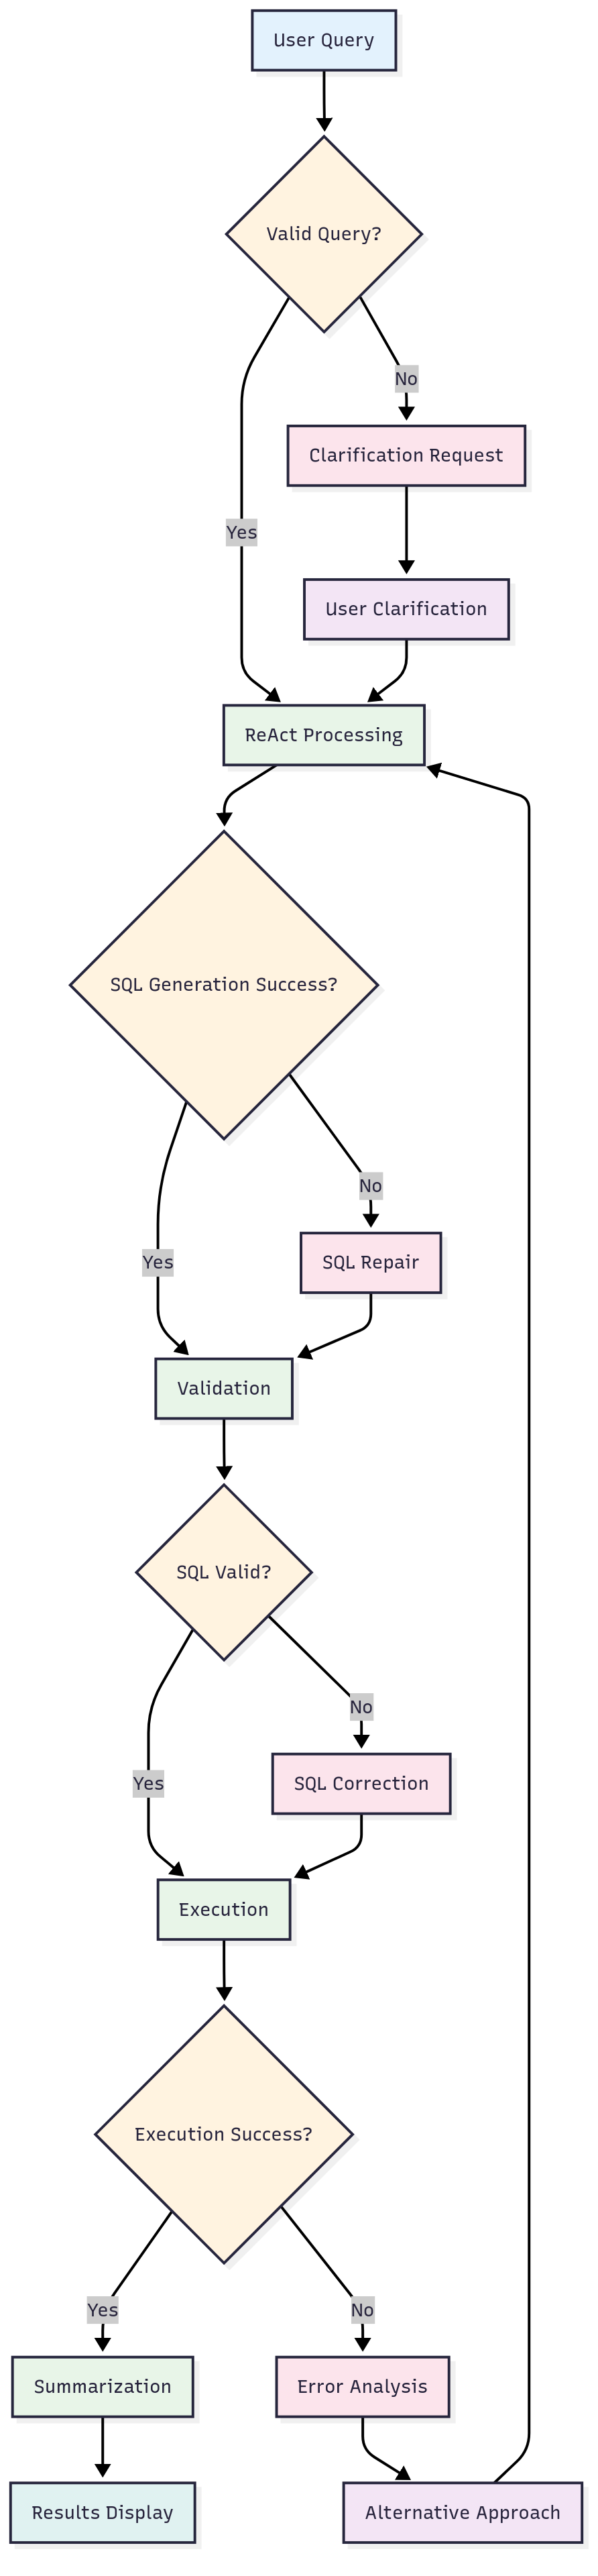 User Query
Valid Query?
No
Clarification Request
Yes
User Clarification
ReAct Processing
SQL Generation Success?
No
Yes
SQL Repair
Validation
SQL Valid?
No
Yes
SQL Correction
Execution
Execution Success?
Yes
No
Summarization
Error Analysis
Results Display
Alternative Approach